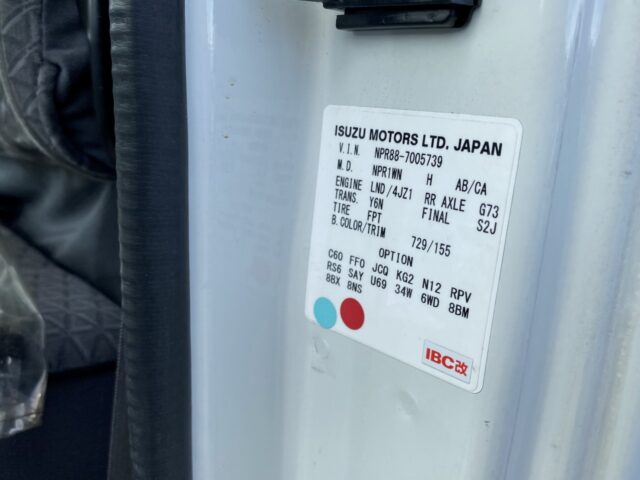 ISUZU MOTORS LTD. JAPAN
V.I.N. NPR88-7005739
M.D. NPR1WN H AB/CA
ENGINE LND/4JZ1 RR AXLE G73
TRANS. Y6N FINAL S2J
TIRE FPT
B.COLOR/TRIM 729/155
OPTION
C60 FF0 JCQ KG2 N12 RPV
RS6 SAY U69 34W 6WD 8BM
8BX 8NS
IBC改